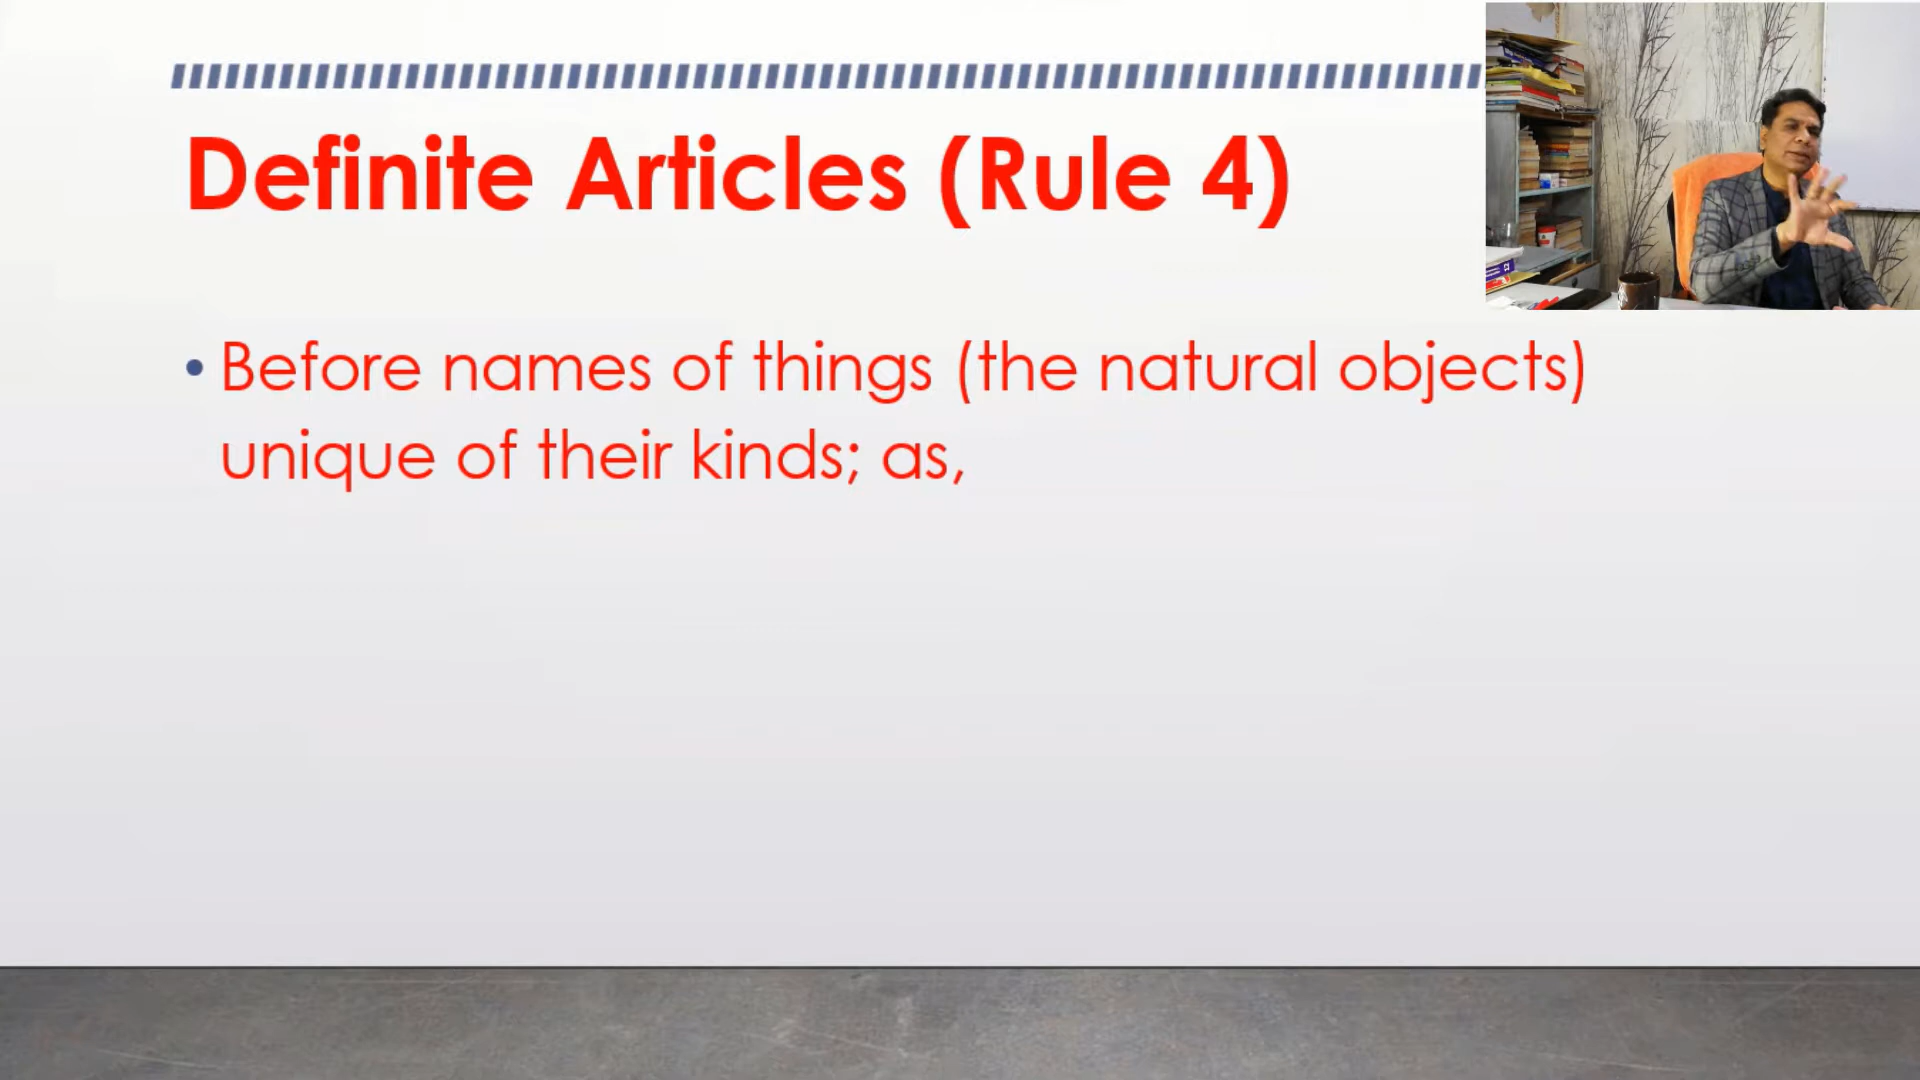 Definite Articles (Rule 4)
• Before names of things (the natural objects)
unique of their kinds; as,